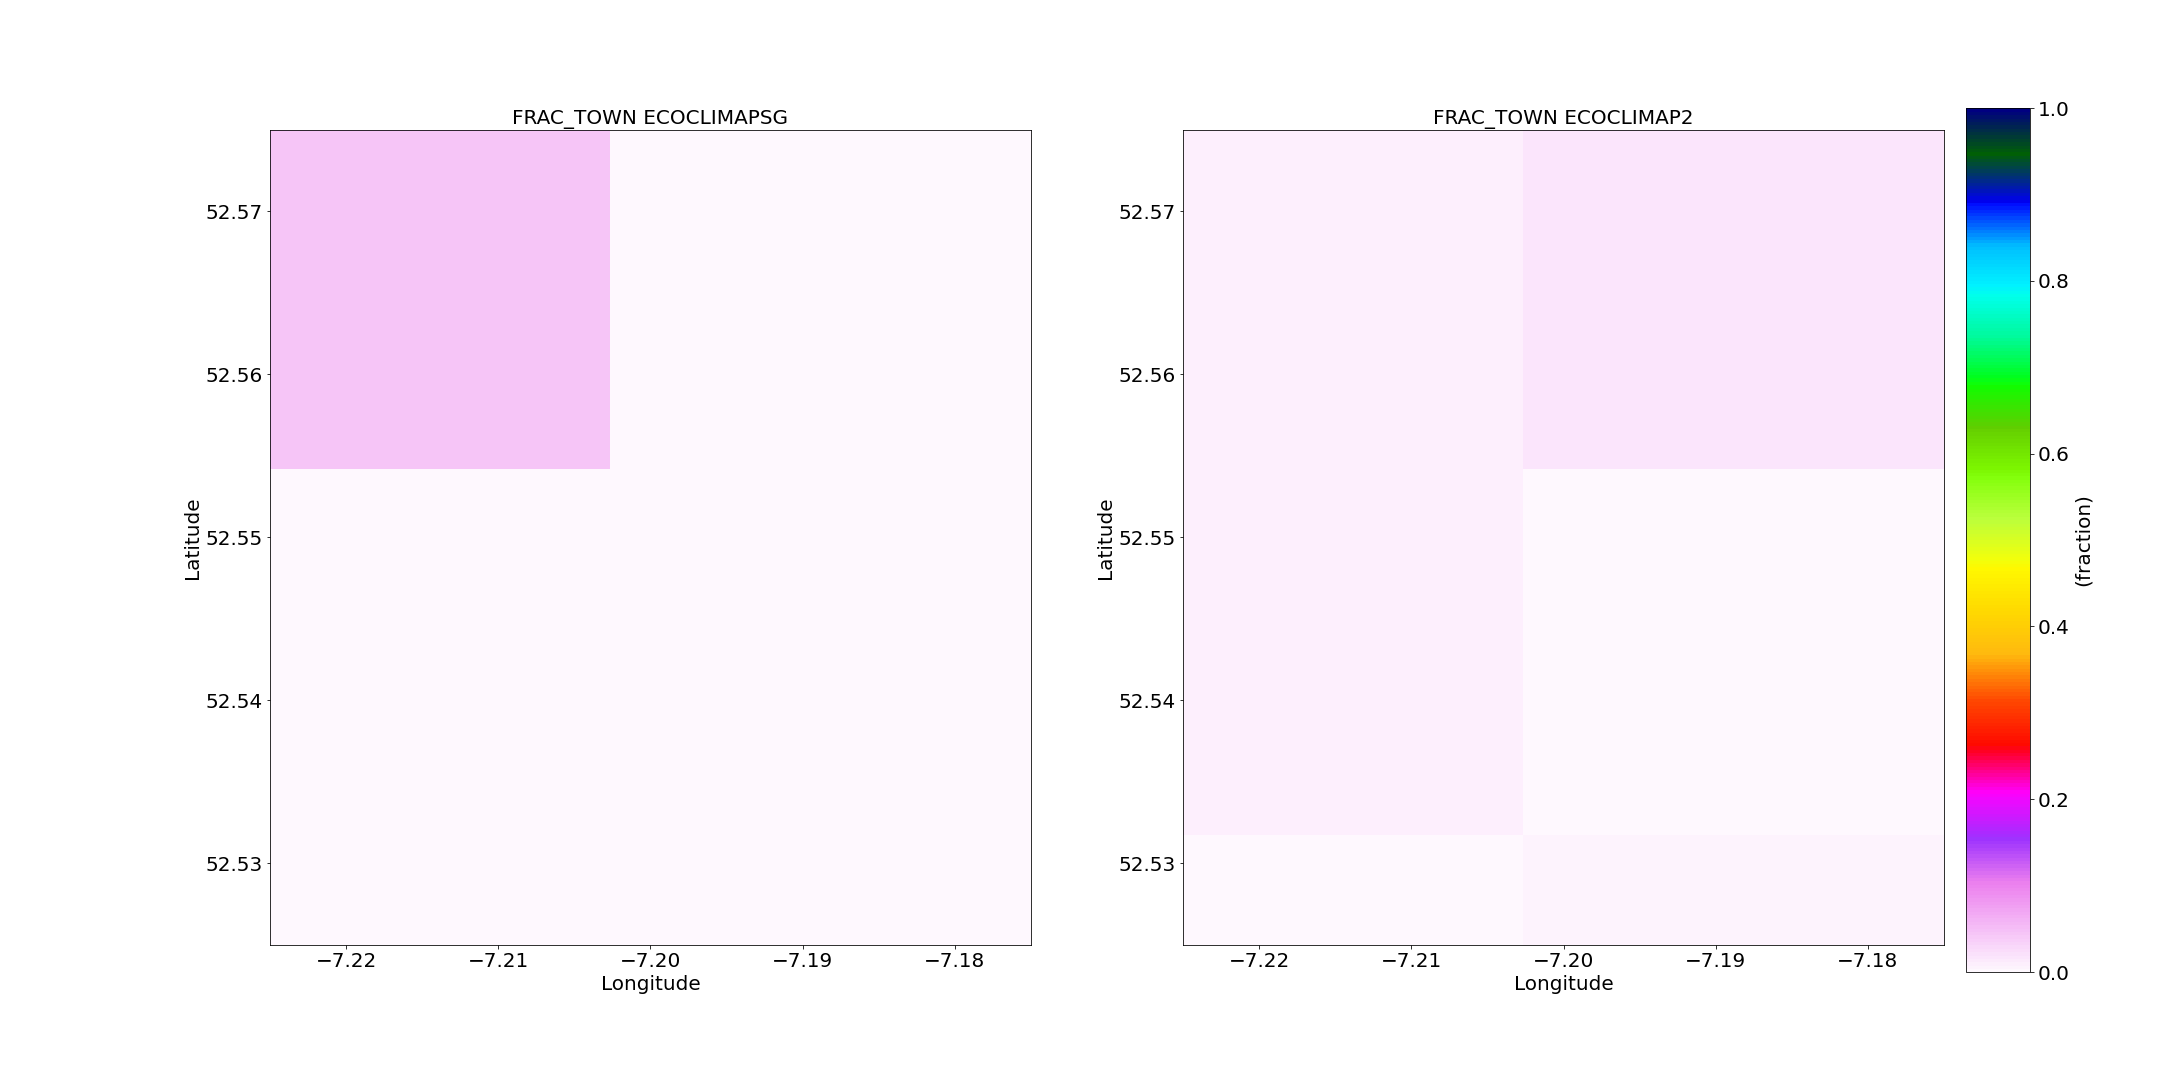 FRAC_TOWN ECOCLIMAPSG
52.57
52.56
52.55
52.54
52.53
Latitude
−7.22 −7.21 −7.20 −7.19 −7.18
Longitude
FRAC_TOWN ECOCLIMAP2
52.57
52.56
52.55
52.54
52.53
Latitude
−7.22 −7.21 −7.20 −7.19 −7.18
Longitude
1.0
0.8
0.6
0.4
0.2
0.0
(fraction)